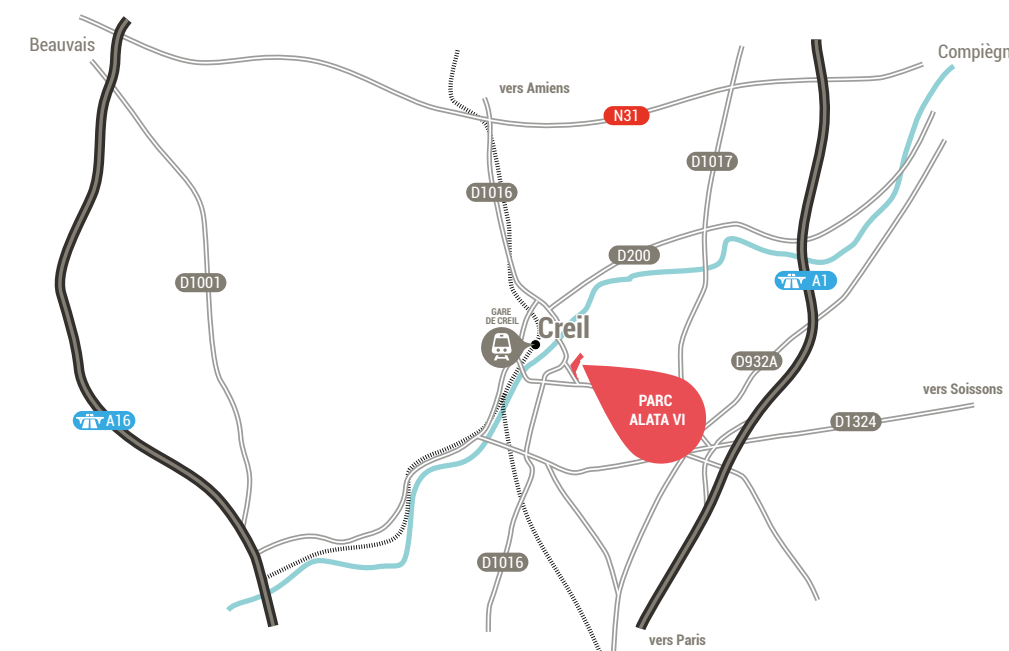 Beauvais
Compiègn
vers Amiens
N31
D1017
D1016
D200
D1001
A1
GARE
DE CREIL
Creil
D932A
vers Soissons
PARC
ALATA VI
A16
D1324
D1016
vers Paris